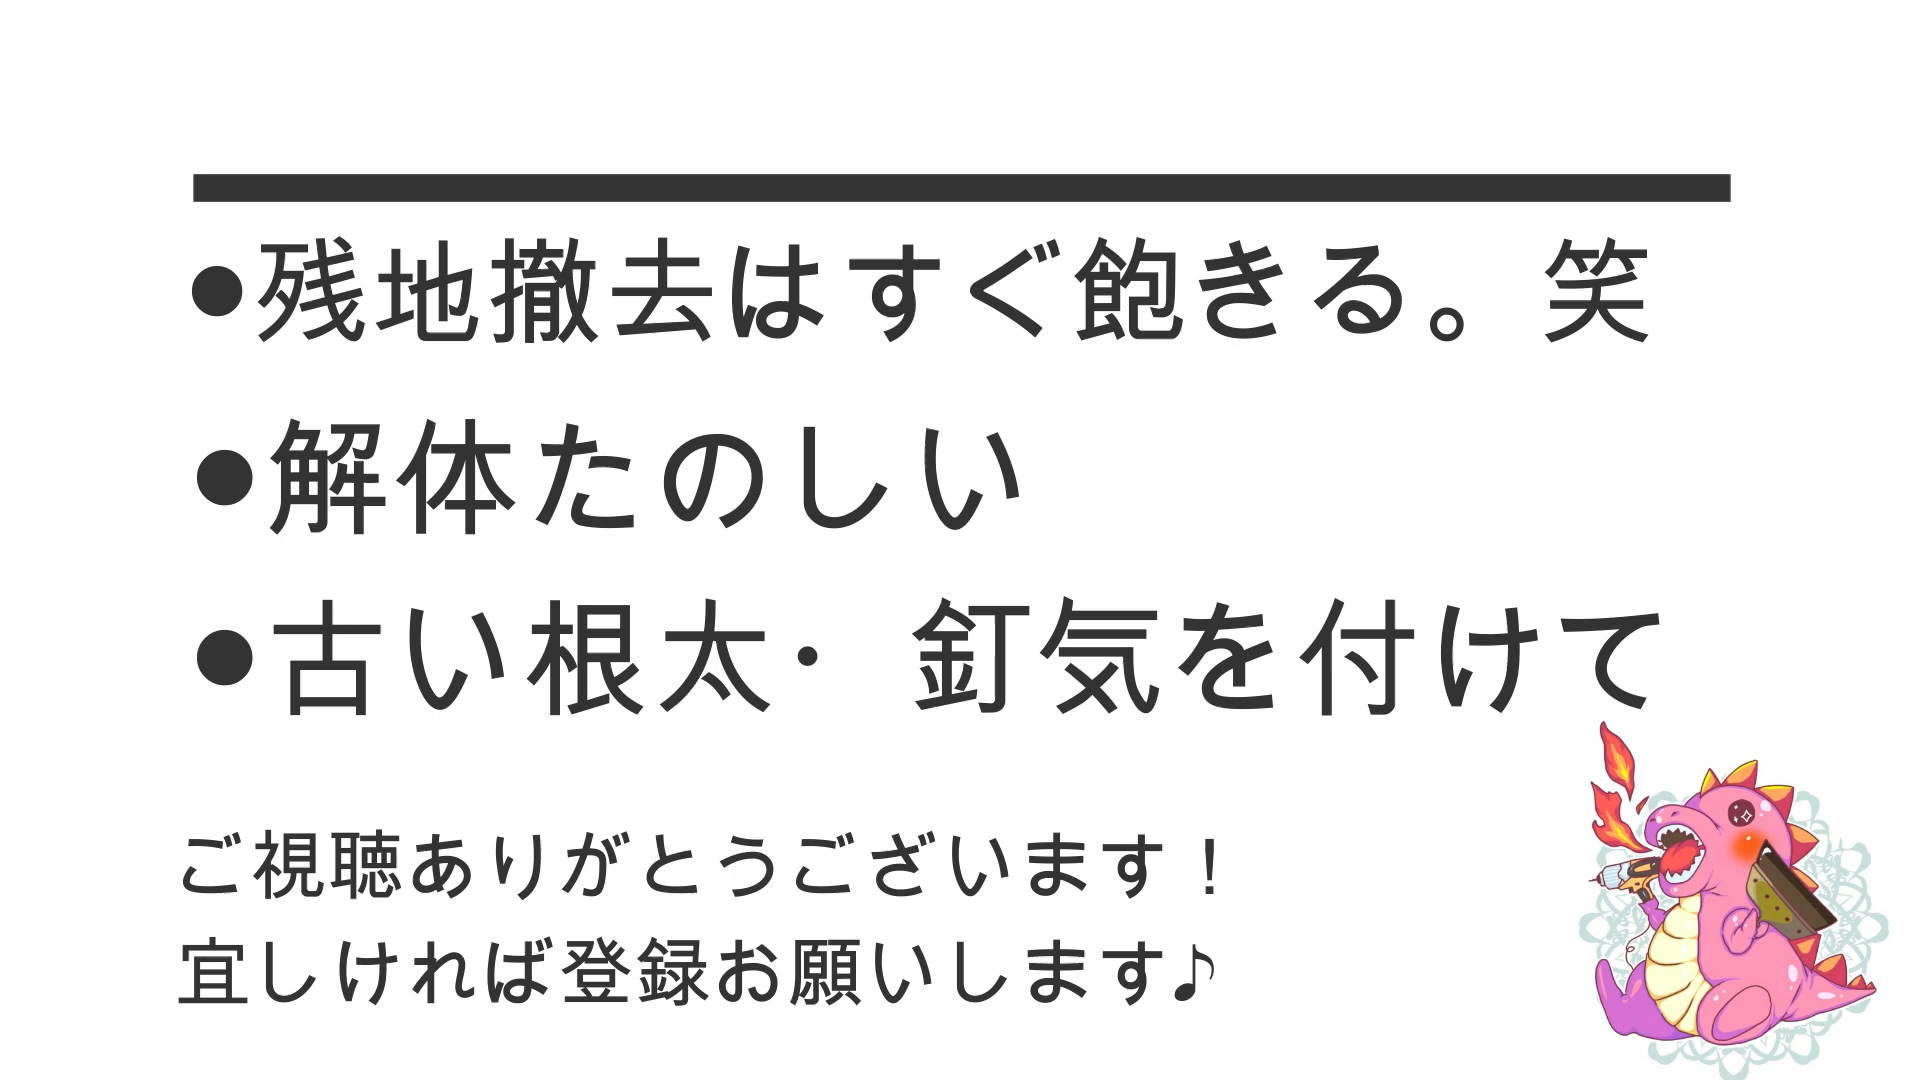 ●残地撤去はすぐ飽きる。笑
●解体たのしい
●古い根太・釘気を付けて
ご視聴ありがとうございます！
宜しければ登録お願いします♪